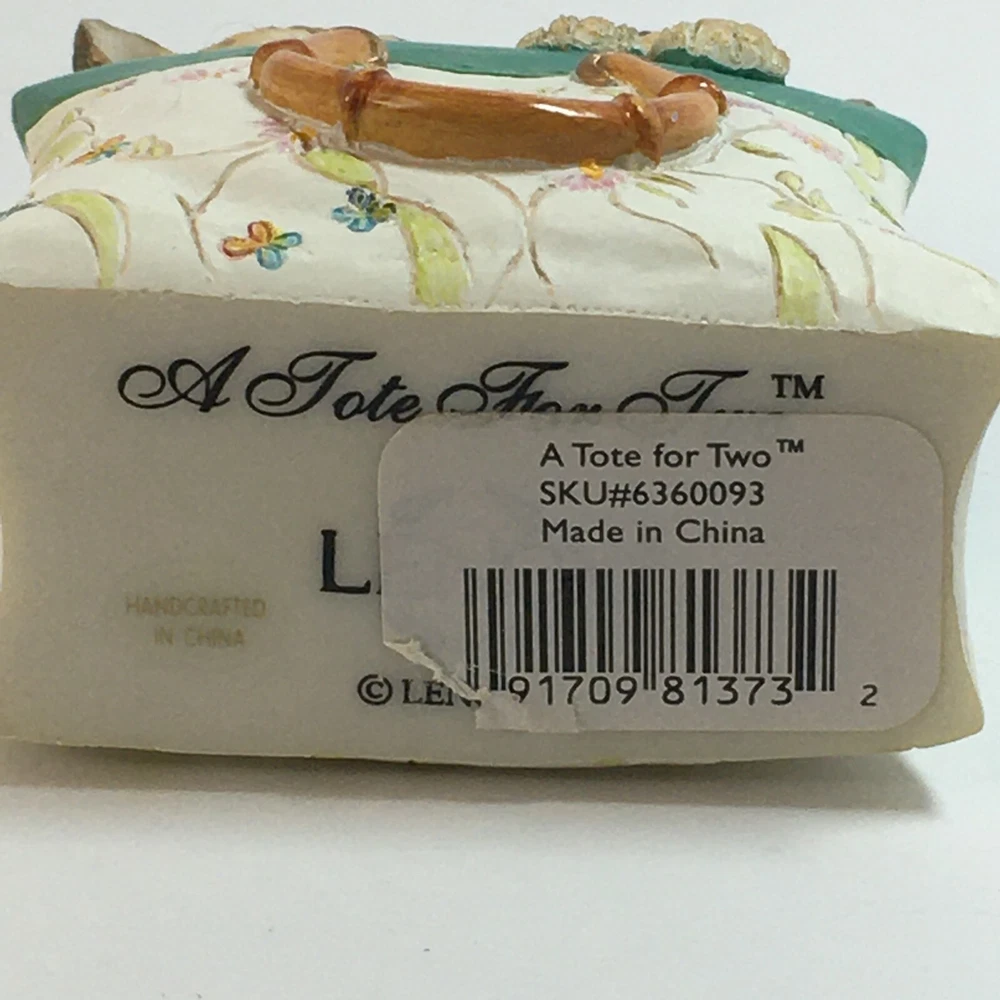 A Tote For Two™
A Tote for Two™
SKU#6360093
Made in China
HANDCRAFTED
IN CHINA
©
91709 81373 2